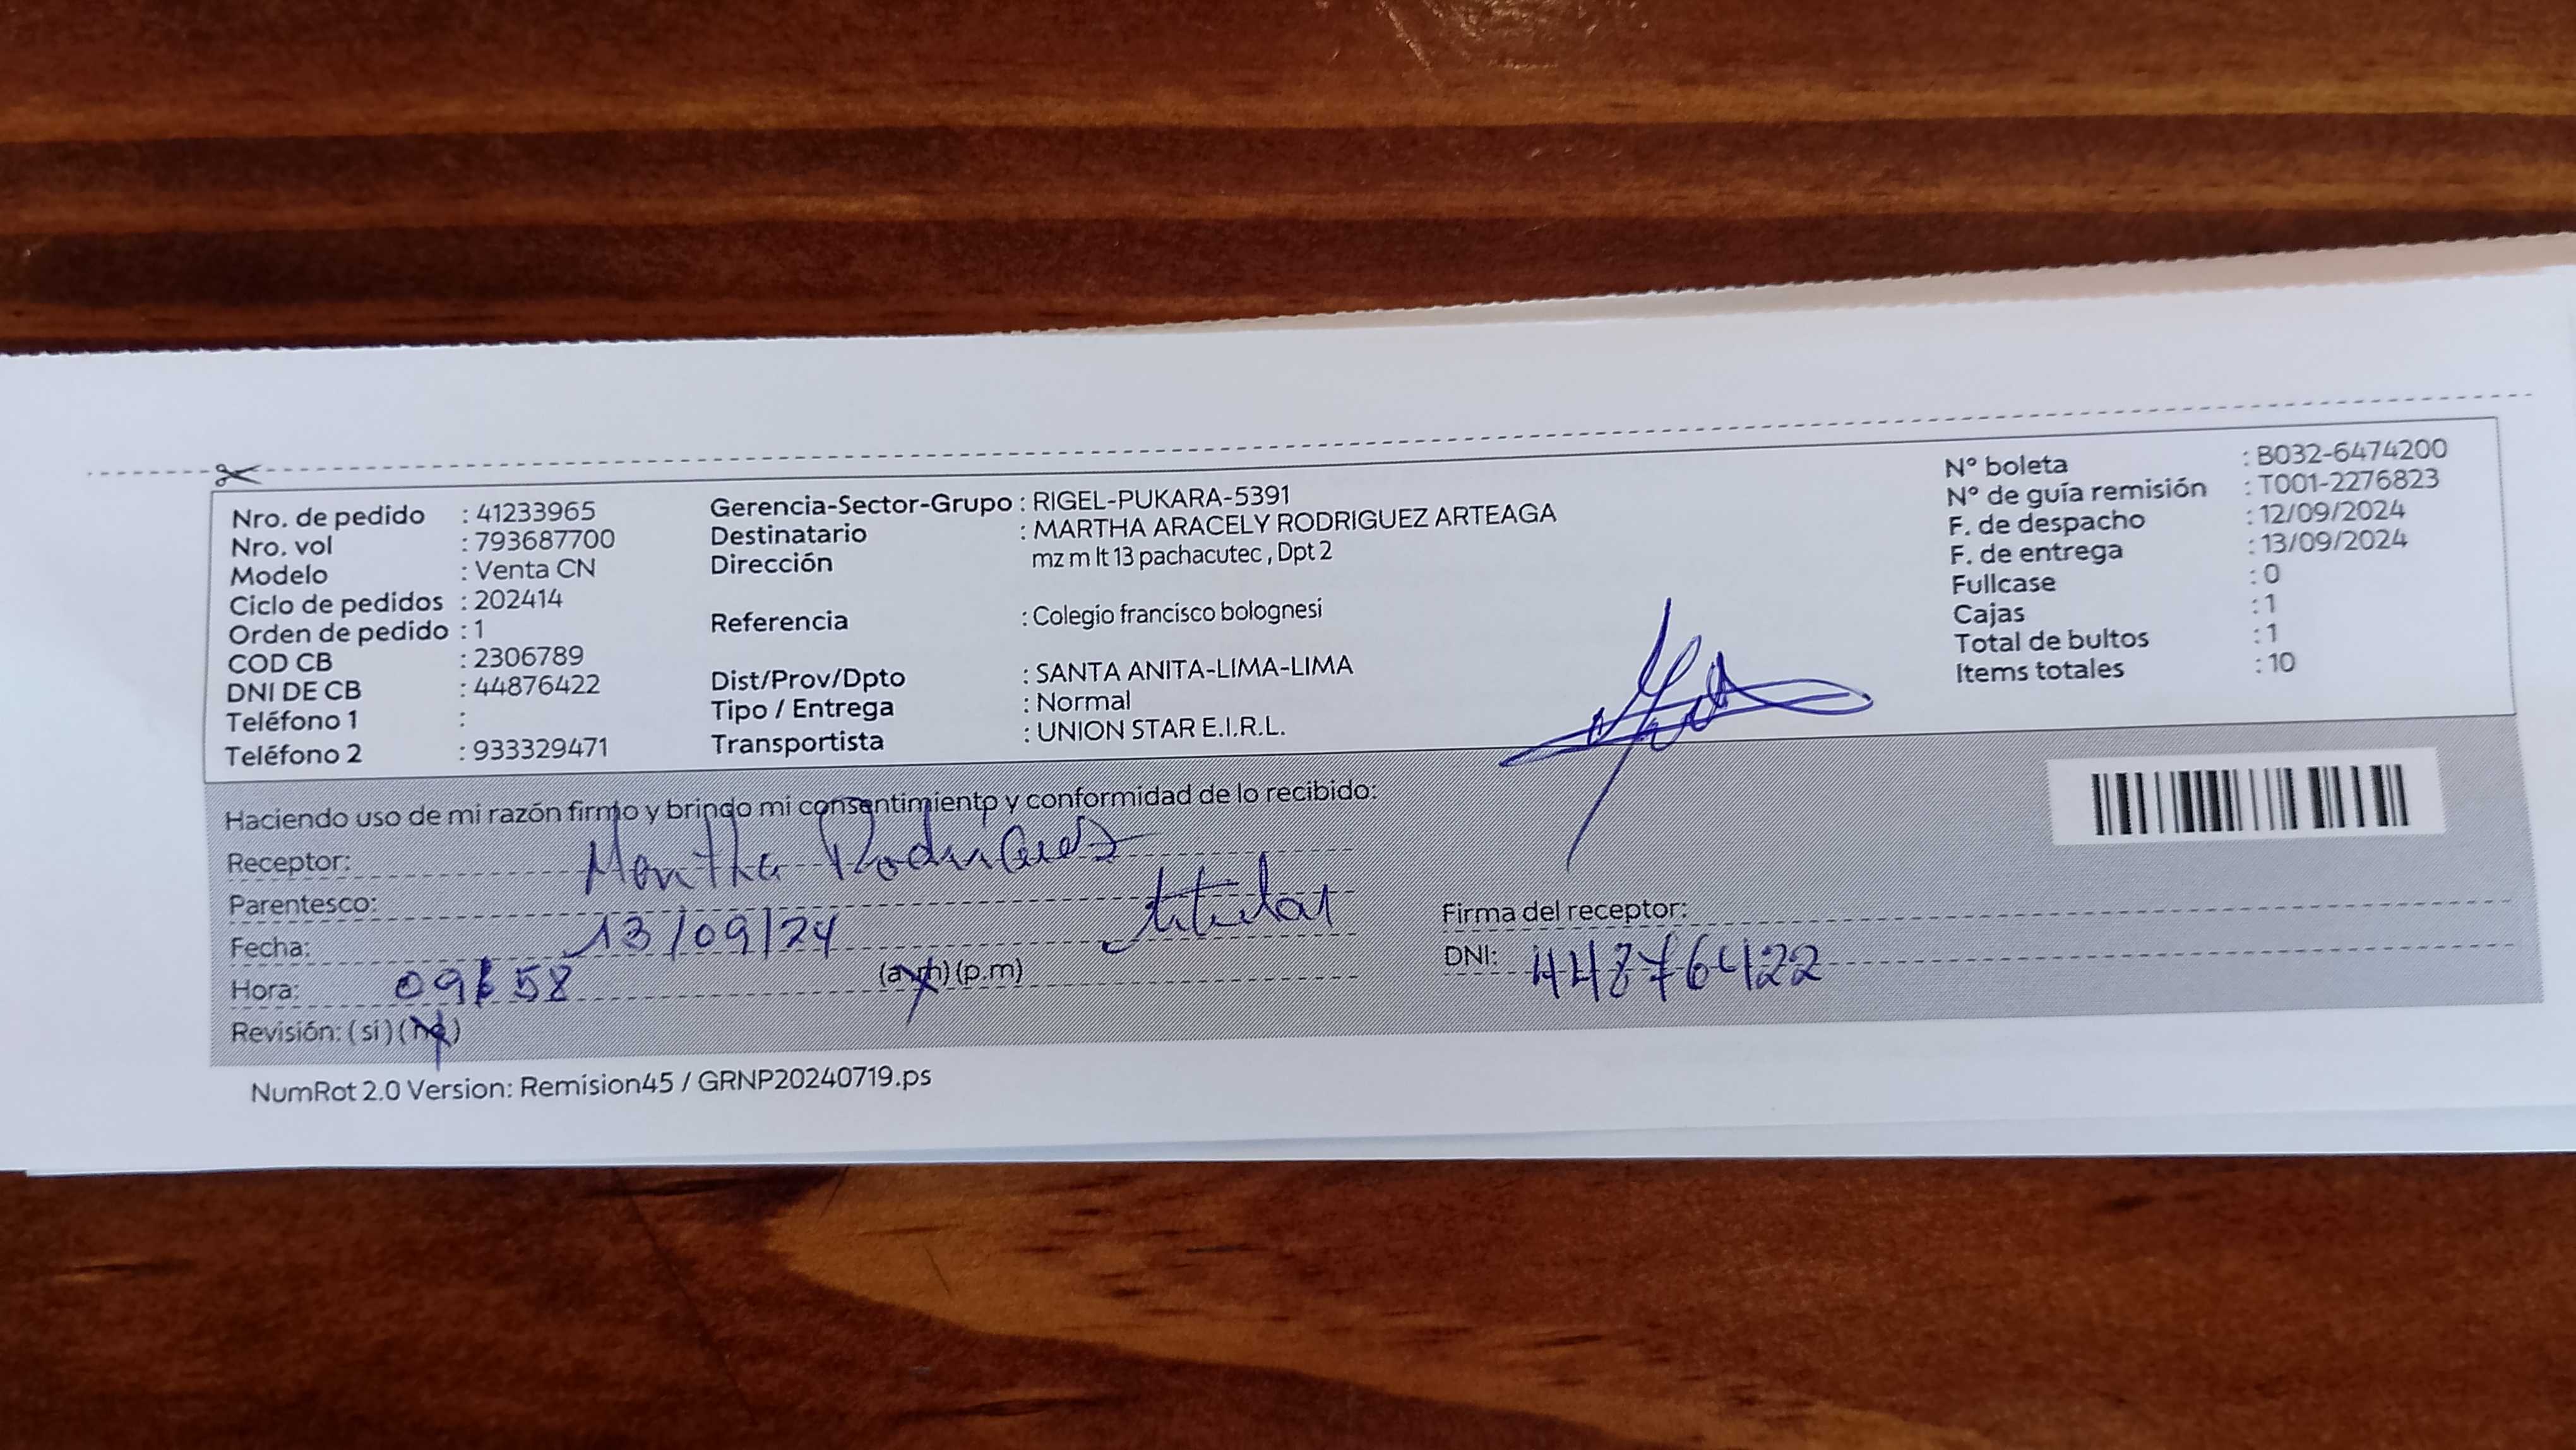 Nro. de pedido : 41233965
Nro. vol : 793687700
Modelo : Venta CN
Ciclo de pedidos : 202414
Orden de pedido : 1
COD CB : 2306789
DNI DE CB : 44876422
Teléfono 1 :
Teléfono 2 : 933329471
Gerencia-Sector-Grupo : RIGEL-PUKARA-5391
Destinatario : MARTHA ARACELY RODRIGUEZ ARTEAGA
Dirección mz m lt 13 pachacutec , Dpt 2
Referencia : Colegio francisco bolognesi
Dist/Prov/Dpto : SANTA ANITA-LIMA-LIMA
Tipo / Entrega : Normal
Transportista : UNION STAR E.I.R.L.
N° boleta : B032-6474200
N° de guía remisión : T001-2276823
F. de despacho : 12/09/2024
F. de entrega : 13/09/2024
Fullcase : 0
Cajas : 1
Total de bultos : 1
Items totales : 10
Haciendo uso de mi razón firmo y brindo mi consentimiento y conformidad de lo recibido:
Receptor: Martha Rodriguez
Parentesco: titular
Fecha: 13/09/24
Hora: 09:58 (a.m) (p.m)
Revisión: (si) (no)
Firma del receptor:
DNI: 44876422
NumRot 2.0 Version: Remision45 / GRNP20240719.ps